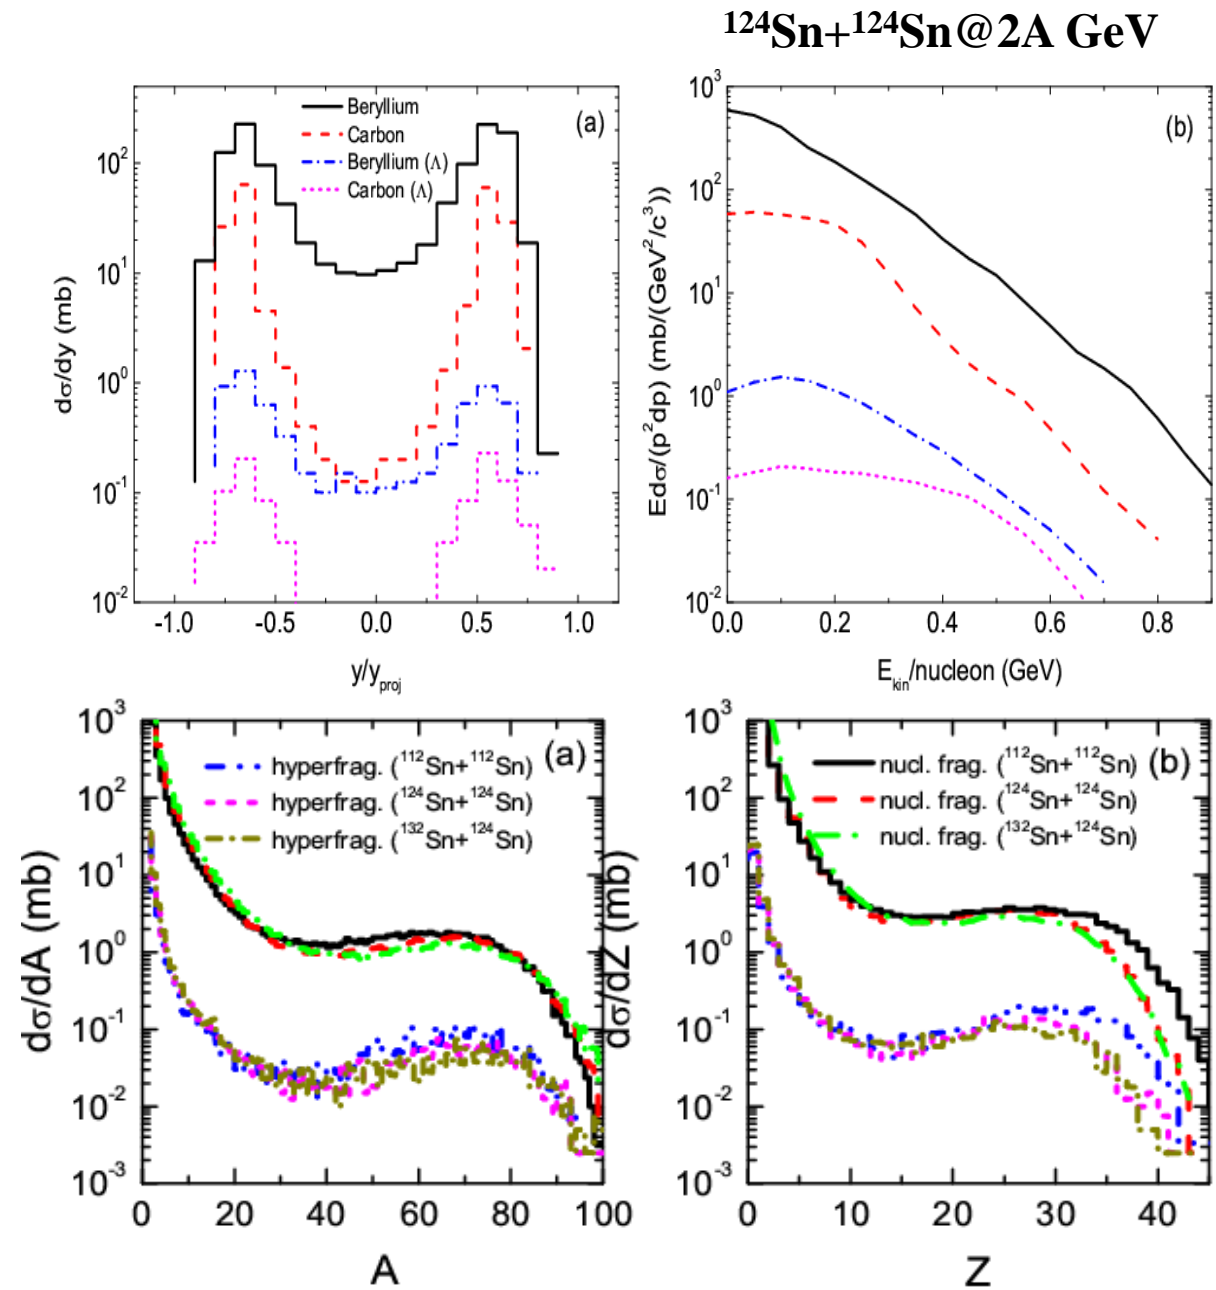 ¹²⁴Sn+¹²⁴Sn@2A GeV
Beryllium
Carbon
Beryllium (Λ)
Carbon (Λ)
(a)
10²
10¹
10⁰
10⁻¹
10⁻²
dσ/dy (mb)
-1.0 -0.5 0.0 0.5 1.0
y/y_proj
(b)
10³
10²
10¹
10⁰
10⁻¹
10⁻²
Edσ/(p²dp) (mb/(GeV²/c³))
0.0 0.2 0.4 0.6 0.8
E_kin/nucleon (GeV)
(a)
hyperfrag. (¹¹²Sn+¹¹²Sn)
hyperfrag. (¹²⁴Sn+¹²⁴Sn)
hyperfrag. (¹³²Sn+¹²⁴Sn)
10³
10²
10¹
10⁰
10⁻¹
10⁻²
10⁻³
dσ/dA (mb)
0 20 40 60 80 100
A
(b)
nucl. frag. (¹¹²Sn+¹¹²Sn)
nucl. frag. (¹²⁴Sn+¹²⁴Sn)
nucl. frag. (¹³²Sn+¹²⁴Sn)
10³
10²
10¹
10⁰
10⁻¹
10⁻²
10⁻³
dσ/dZ (mb)
0 10 20 30 40
Z